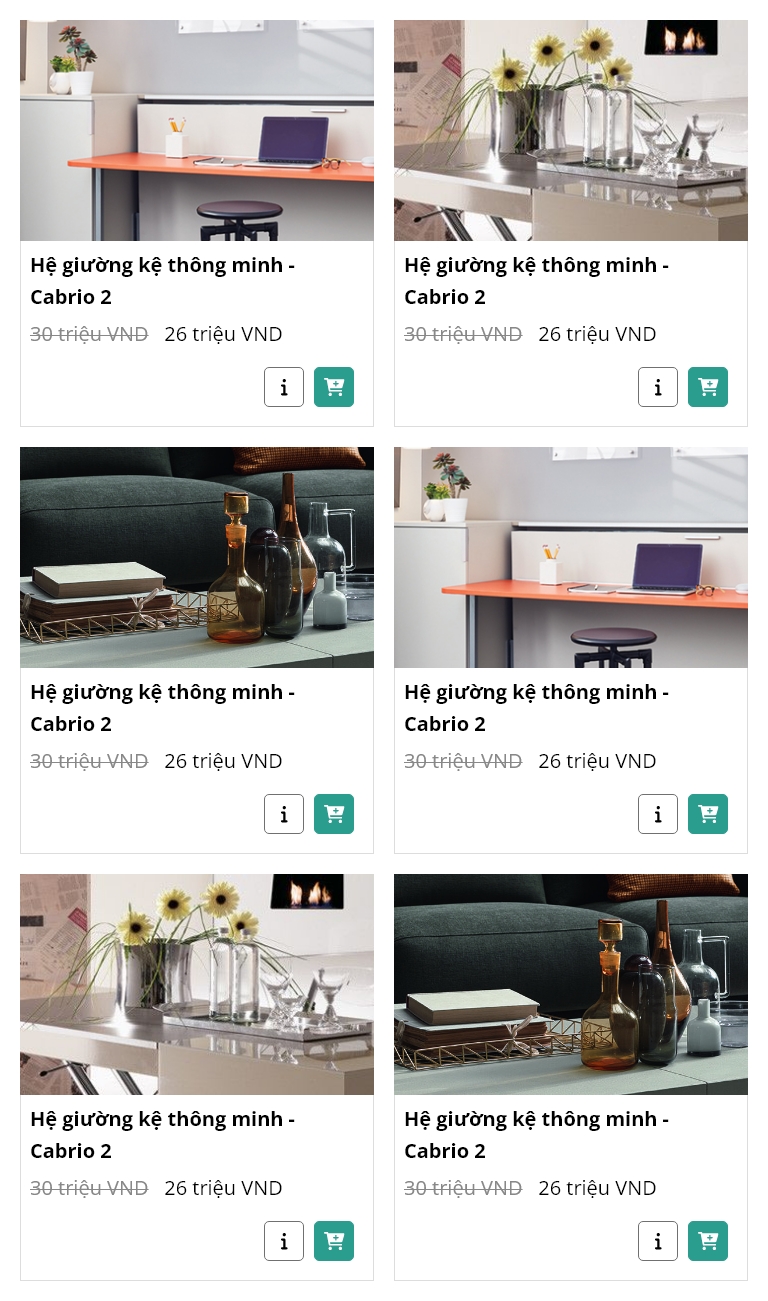 Hệ giường kệ thông minh - Hệ giường kệ thông minh -
Cabrio 2 Cabrio 2
30 triệu VND 26 triệu VND 30 triệu VND 26 triệu VND
Hệ giường kệ thông minh - Hệ giường kệ thông minh -
Cabrio 2 Cabrio 2
30 triệu VND 26 triệu VND 30 triệu VND 26 triệu VND
Hệ giường kệ thông minh - Hệ giường kệ thông minh -
Cabrio 2 Cabrio 2
30 triệu VND 26 triệu VND 30 triệu VND 26 triệu VND